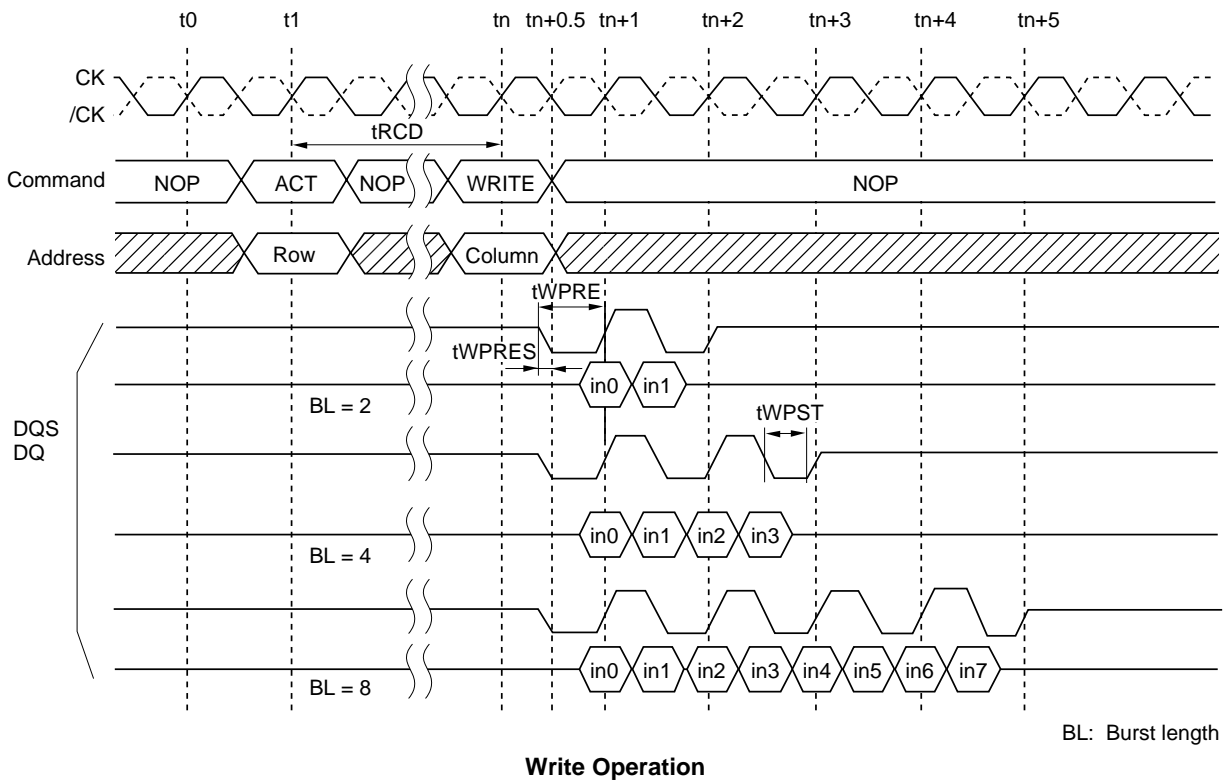 t0 t1 tn tn+0.5 tn+1 tn+2 tn+3 tn+4 tn+5
CK
/CK
tRCD
Command NOP ACT NOP WRITE NOP
Address Row Column
tWPRE
tWPRES
in0 in1
BL = 2
tWPST
DQS
DQ
in0 in1 in2 in3
BL = 4
in0 in1 in2 in3 in4 in5 in6 in7
BL = 8
BL: Burst length
Write Operation